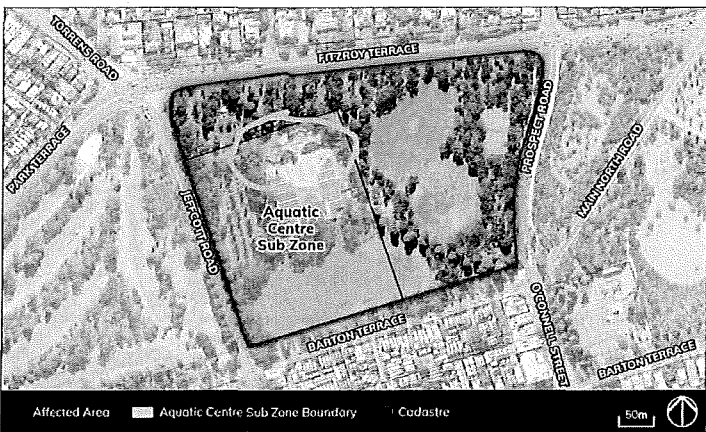 TORRENS ROAD
FITZROY TERRACE
PARK TERRACE
PROSPECT ROAD
MAIN NORTH ROAD
JEFFCOTT ROAD
Aquatic
Centre
Sub Zone
BARTON TERRACE
O'CONNELL STREET
BARTON TERRACE
Affected Area Aquatic Centre Sub Zone Boundary Cadastre 50m